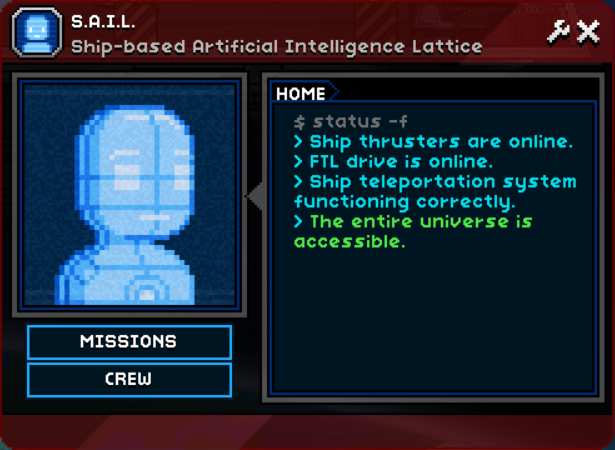 S.A.I.L.
Ship-based Artificial Intelligence Lattice
HOME
$ status -f
> Ship thrusters are online.
> FTL drive is online.
> Ship teleportation system
functioning correctly.
> The entire universe is
accessible.
MISSIONS
CREW